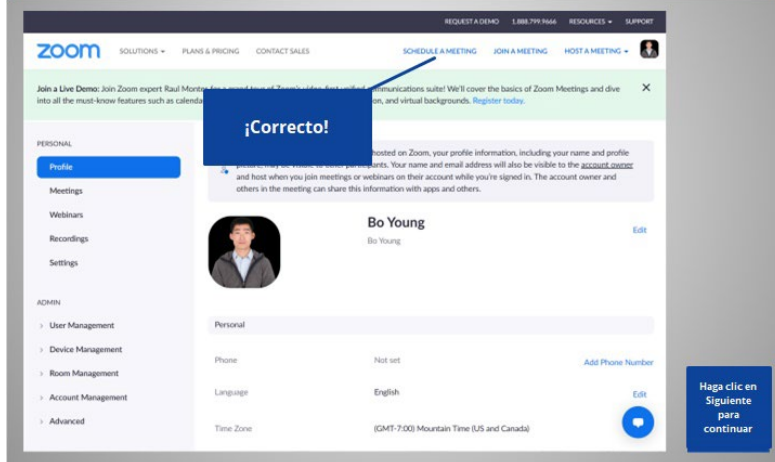 REQUEST A DEMO 1.888.799.9666 RESOURCES SUPPORT
zoom SOLUTIONS PLANS & PRICING CONTACT SALES SCHEDULE A MEETING JOIN A MEETING HOST A MEETING
Join a Live Demo: Join Zoom expert Raul Montes for a grand tour of Zoom's video-first unified communications suite! We'll cover the basics of Zoom Meetings and dive
into all the must-know features such as calenda on, and virtual backgrounds. Register today.
¡Correcto!
PERSONAL
Profile
Meetings
Webinars
Recordings
Settings
ADMIN
User Management
Device Management
Room Management
Account Management
Advanced
hosted on Zoom, your profile information, including your name and profile
picture, may be visible to other participants. Your name and email address will also be visible to the account owner
and host when you join meetings or webinars on their account while you're signed in. The account owner and
others in the meeting can share this information with apps and others.
Bo Young
Edit
Bo Young
Personal
Phone Not set Add Phone Number
Language English Edit
Time Zone (GMT-7:00) Mountain Time (US and Canada)
Haga clic en
Siguiente
para
continuar